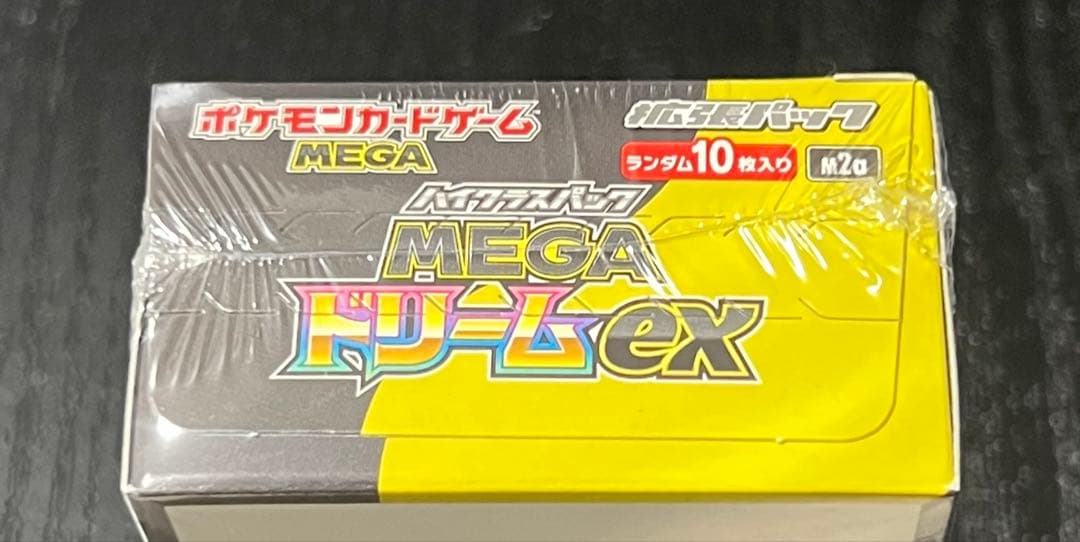 ポケモンカードゲーム
MEGA
拡張パック
ランダム10枚入り
M2a
ハイクラスパック
MEGA
ドリームex